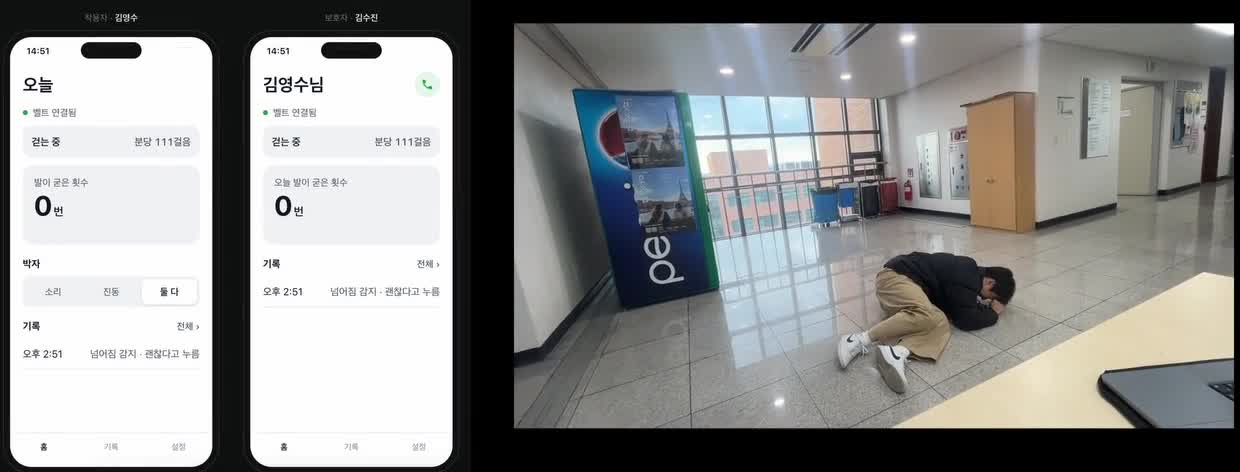 착용자 · 김영수
14:51
오늘
벨트 연결됨
걷는 중 분당 111걸음
발이 굳은 횟수
0번
박자
소리 진동 둘 다
기록 전체 ›
오후 2:51 넘어짐 감지 · 괜찮다고 누름
홈 기록 설정
보호자 · 김수진
14:51
김영수님
벨트 연결됨
걷는 중 분당 111걸음
오늘 발이 굳은 횟수
0번
기록 전체 ›
오후 2:51 넘어짐 감지 · 괜찮다고 누름
홈 기록 설정
pe